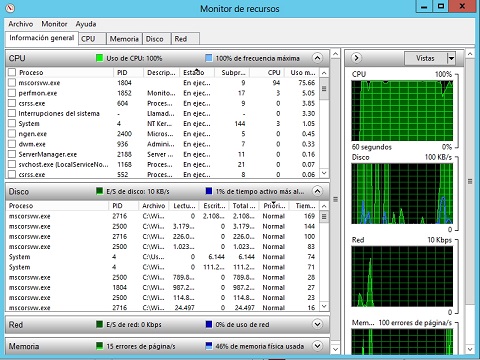 Monitor de recursos
Archivo Monitor Ayuda
Información general CPU Memoria Disco Red
CPU Uso de CPU: 100% 100% de frecuencia máxima
Proceso PID Descrip... Estado Subpr... CPU Uso m...
mscorsvw.exe 1804 En ejec... 9 94 75.66
perfmon.exe 1852 Monito... En ejec... 17 3 5.05
csrss.exe 604 Proces... En ejec... 9 0 3.85
Interrupciones del sistema - Llamad... En ejec... - 0 3.30
System 4 NT Ker... En ejec... 144 3 1.05
ngen.exe 2400 Micros... En ejec... 5 0 0.45
dwm.exe 936 Admini... En ejec... 7 0 0.33
ServerManager.exe 2188 Server ... En ejec... 11 0 0.16
svchost.exe (LocalServiceNo... 1168 Proces... En ejec... 21 0 0.07
csrss.exe 552 Proces... En ejec... 8 0 0.06
Disco E/S de disco: 10 KB/s 1% de tiempo activo más al...
Proceso PID Archivo Lectu... Escrit... Total ... Priori... Tiem...
mscorsvw.exe 2716 C:\Wi... 0 2.108... 2.108... Normal 169
mscorsvw.exe 2500 C:\Wi... 3.179... 0 3.179... Normal 144
mscorsvw.exe 2716 C:\Wi... 226.0... 0 226.0... Normal 100
mscorsvw.exe 2500 C:\Wi... 1.023... 0 1.023... Normal 83
System 4 C:\Us... 0 6.144 6.144 Normal 74
System 4 C:\Wi... 0 111.2... 111.2... Normal 71
mscorsvw.exe 2500 C:\Wi... 789.8... 0 789.8... Normal 28
mscorsvw.exe 1804 C:\Wi... 927.2... 0 927.2... Normal 27
mscorsvw.exe 2500 C:\Wi... 114.8... 0 114.8... Normal 23
mscorsvw.exe 2716 C:\Wi... 24.497 0 24.497 Normal 16
Red E/S de red: 0 Kbps 0% de uso de red
Memoria 15 errores de página/s 46% de memoria física usada
Vistas
CPU 100%
60 segundos 0%
Disco 100 KB/s
0
Red 10 Kbps
0
Mem... 100 errores de página/s